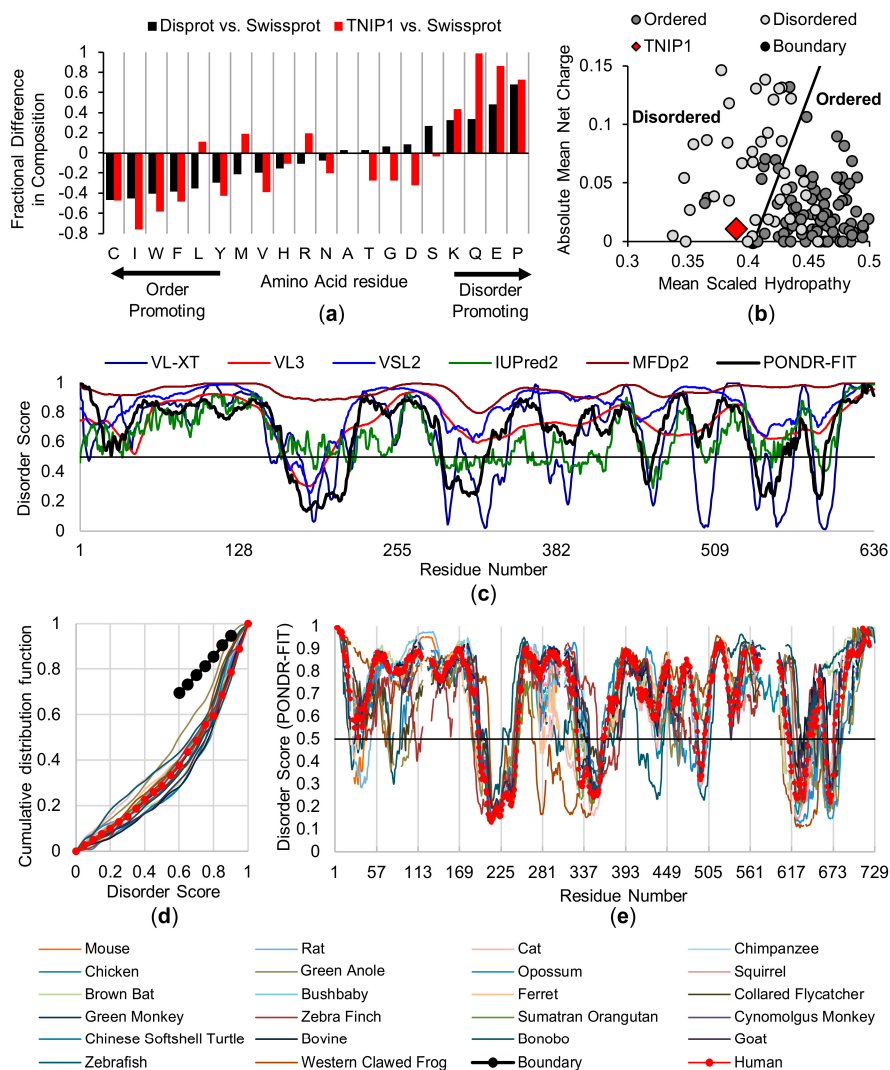 Disprot vs. Swissprot TNIP1 vs. Swissprot
Fractional Difference
in Composition
1
0.8
0.6
0.4
0.2
0
-0.2
-0.4
-0.6
-0.8
C I W F L Y M V H R N A T G D S K Q E P
Order
Promoting
Amino Acid residue
Disorder
Promoting
(a)
Ordered Disordered
TNIP1 Boundary
Absolute Mean Net Charge
0.15
0.1
0.05
0
Disordered
Ordered
0.3 0.35 0.4 0.45 0.5
Mean Scaled Hydropathy
(b)
VL-XT VL3 VSL2 IUPred2 MFDp2 PONDR-FIT
Disorder Score
1
0.8
0.6
0.4
0.2
0
1 128 255 382 509 636
Residue Number
(c)
Cumulative distribution function
1
0.8
0.6
0.4
0.2
0
0 0.2 0.4 0.6 0.8 1
Disorder Score
(d)
Disorder Score (PONDR-FIT)
1
0.9
0.8
0.7
0.6
0.5
0.4
0.3
0.2
0.1
0
1 57 113 169 225 281 337 393 449 505 561 617 673 729
Residue Number
(e)
Mouse Rat Cat Chimpanzee
Chicken Green Anole Opossum Squirrel
Brown Bat Bushbaby Ferret Collared Flycatcher
Green Monkey Zebra Finch Sumatran Orangutan Cynomolgus Monkey
Chinese Softshell Turtle Bovine Bonobo Goat
Zebrafish Western Clawed Frog Boundary Human